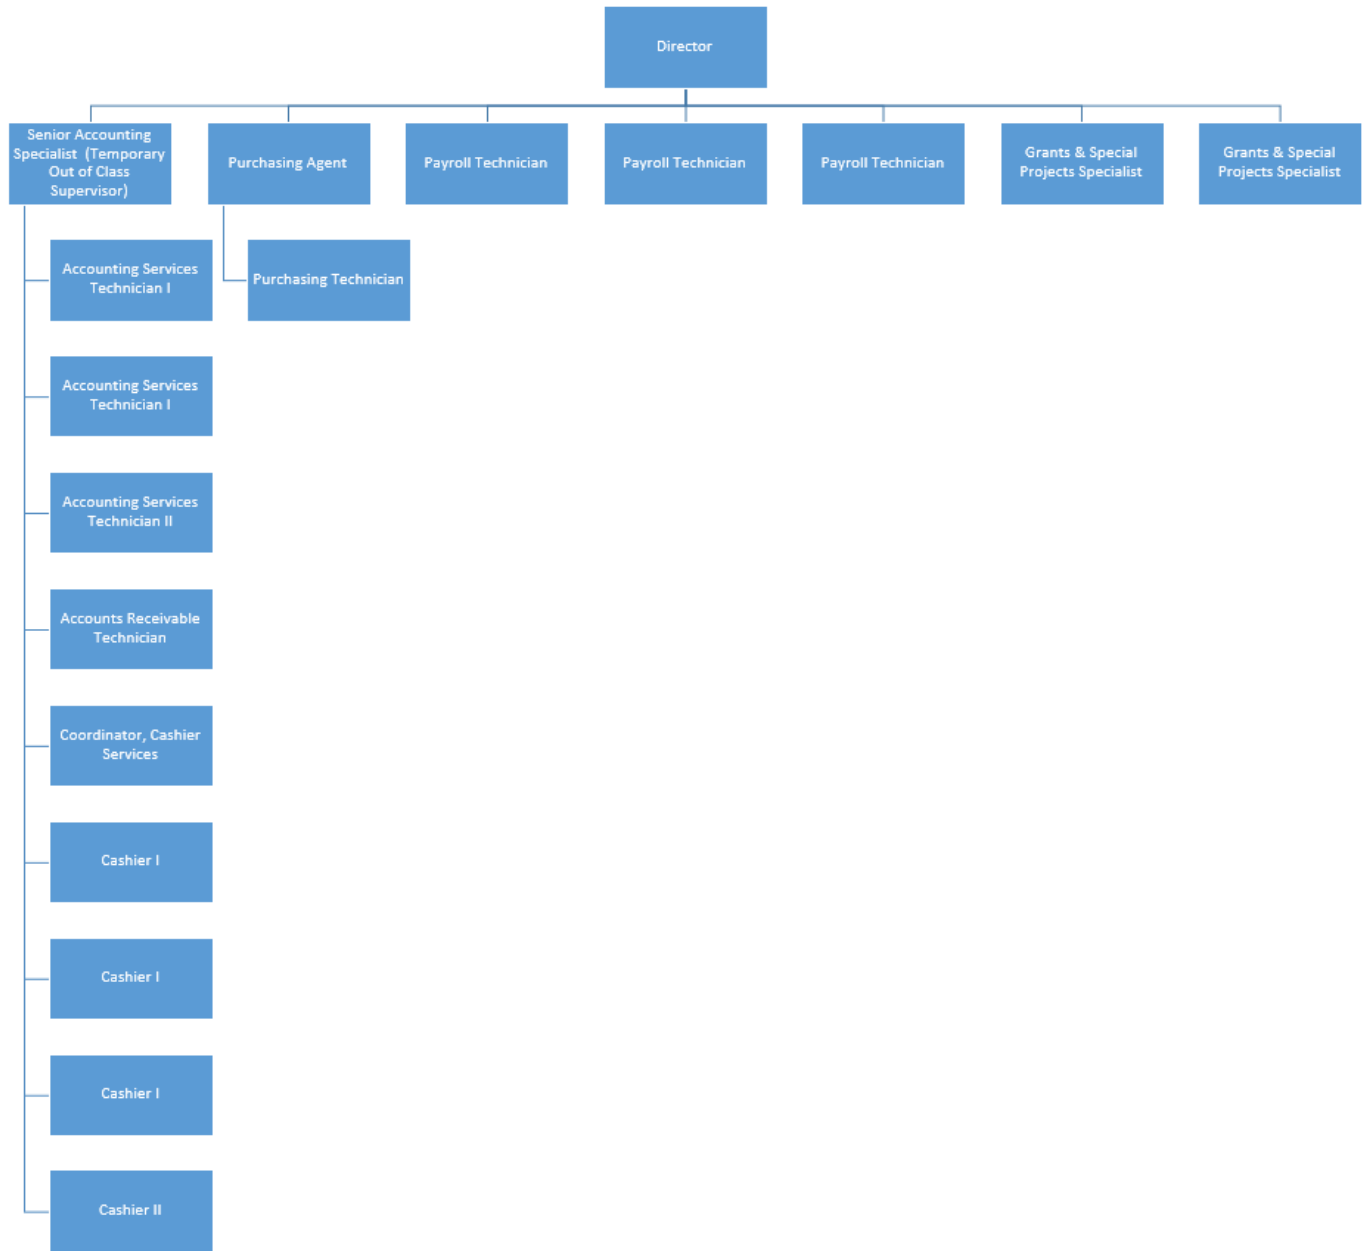 Director
Senior Accounting
Specialist (Temporary
Out of Class
Supervisor)
Purchasing Agent
Payroll Technician
Payroll Technician
Payroll Technician
Grants & Special
Projects Specialist
Grants & Special
Projects Specialist
Accounting Services
Technician I
Purchasing Technician
Accounting Services
Technician I
Accounting Services
Technician II
Accounts Receivable
Technician
Coordinator, Cashier
Services
Cashier I
Cashier I
Cashier I
Cashier II